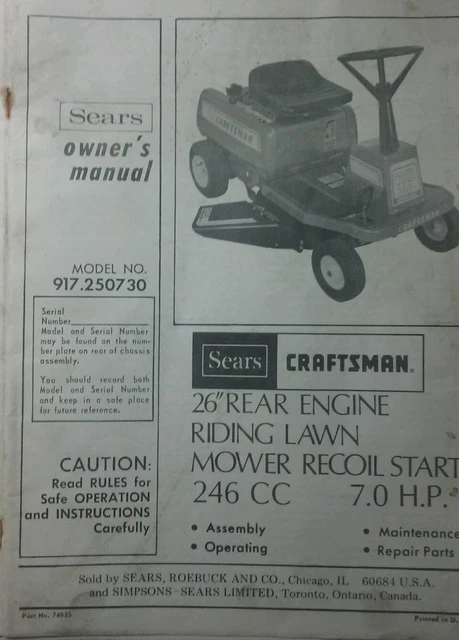 Sears
owner's
manual
MODEL NO.
917.250730
Serial
Number
Model and Serial Number
may be found on the num-
ber plate on rear of chassis
assembly.
You should record both
Model and Serial Number
and keep in a safe place
for future reference.
CAUTION:
Read RULES for
Safe OPERATION
and INSTRUCTIONS
Carefully
CRAFTSMAN
CRAFTSMAN
Sears CRAFTSMAN®
26" REAR ENGINE
RIDING LAWN
MOWER RECOIL START
246 CC 7.0 H.P.
• Assembly
• Operating
• Maintenance
• Repair Parts
Sold by SEARS, ROEBUCK AND CO., Chicago, IL 60684 U.S.A.
and SIMPSONS-SEARS LIMITED, Toronto, Ontario, Canada.
Part No. 74935
Printed in U.